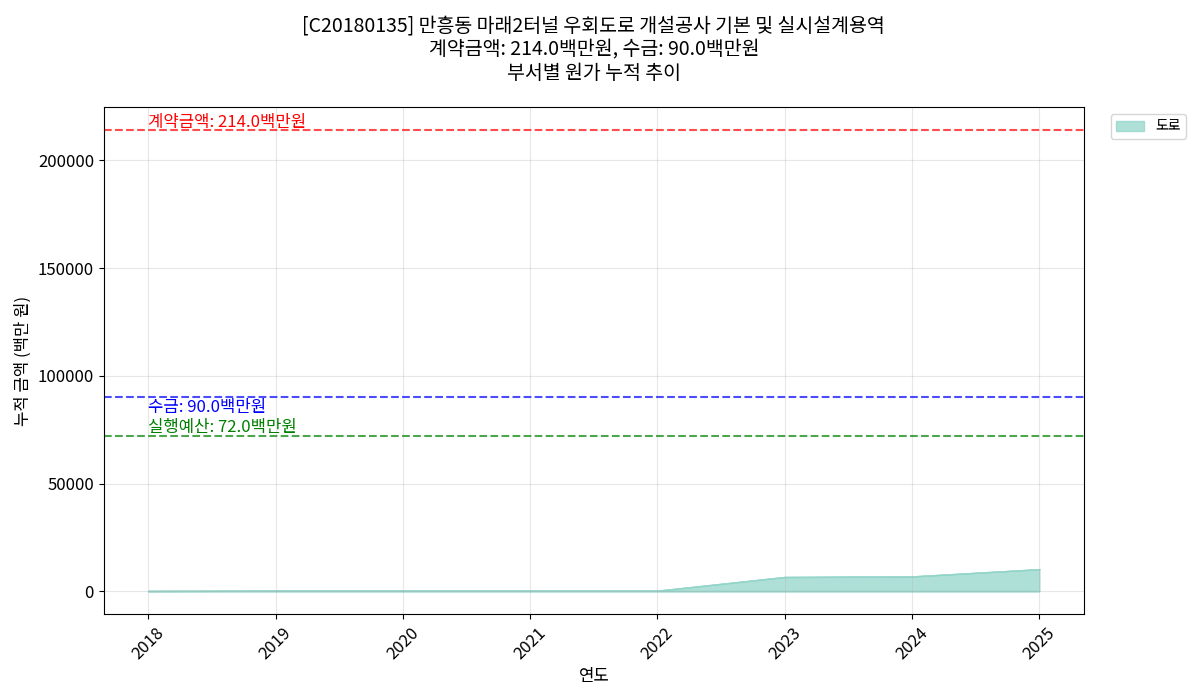 [C20180135] 만흥동 마래2터널 우회도로 개설공사 기본 및 실시설계용역
계약금액: 214.0백만원, 수금: 90.0백만원
부서별 원가 누적 추이
계약금액: 214.0백만원
도로
200000
150000
100000
수금: 90.0백만원
실행예산: 72.0백만원
50000
0
누적 금액 (백만 원)
2018
2019
2020
2021
2022
2023
2024
2025
연도